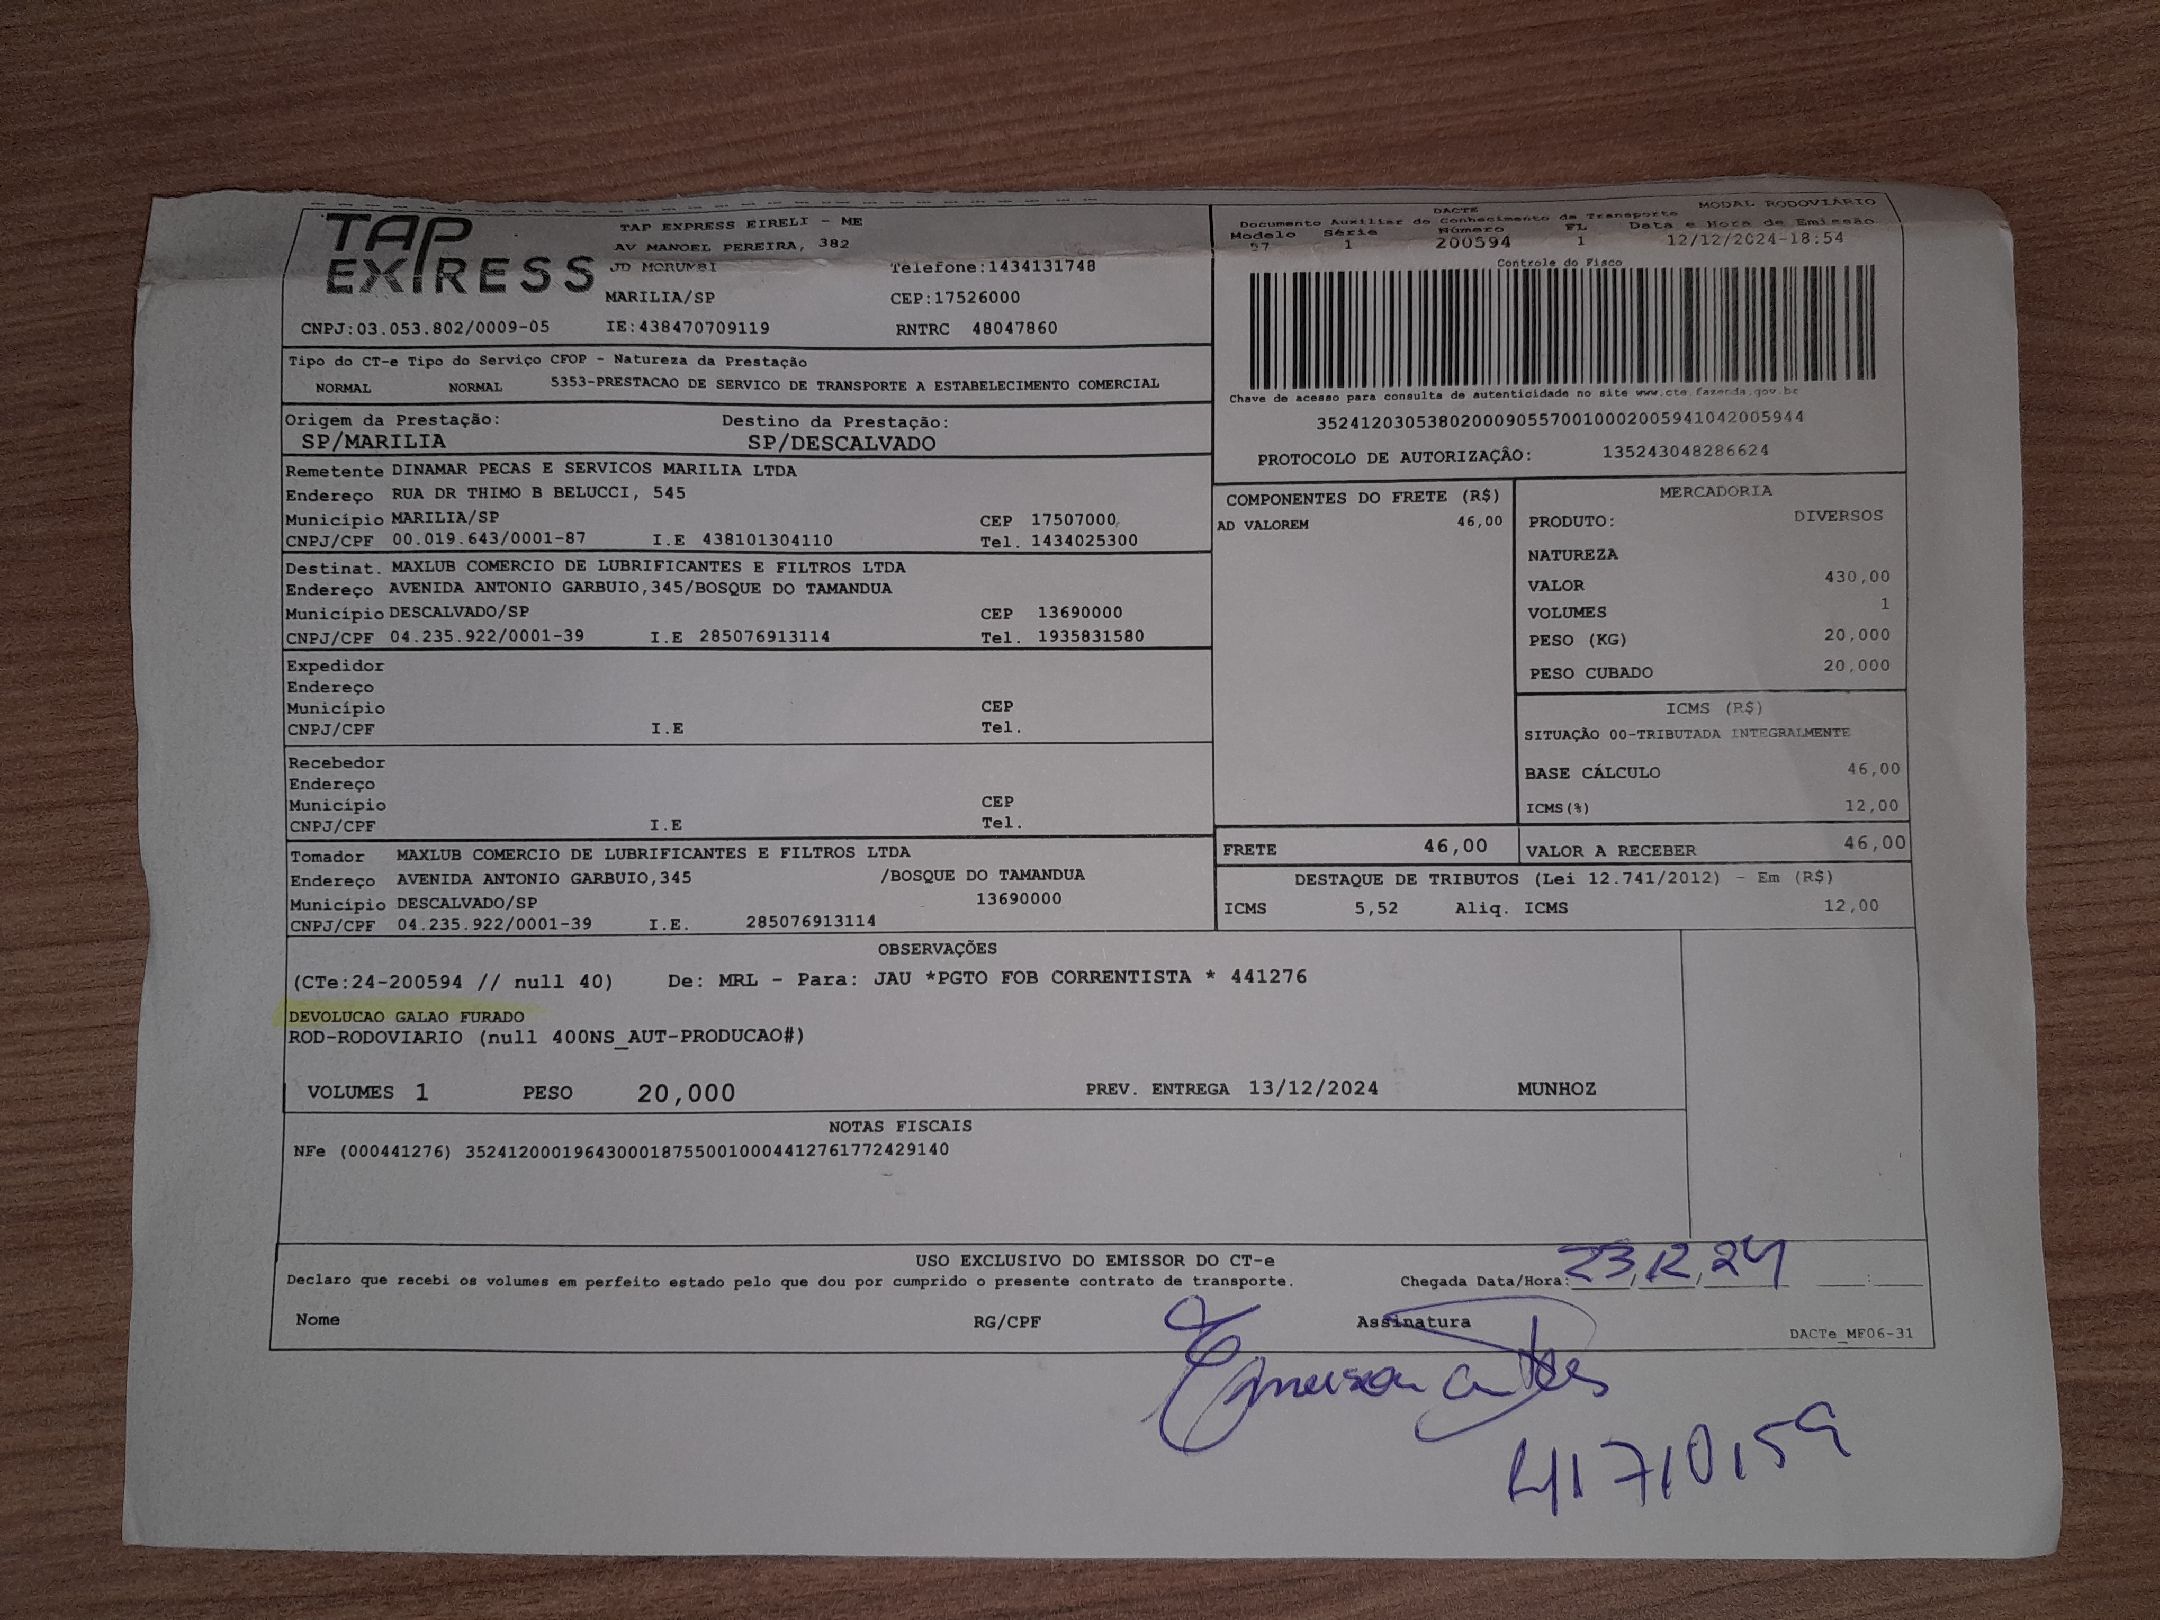 TAP EXPRESS
TAP EXPRESS EIRELI - ME
AV MANOEL PEREIRA, 382
JD MORUMBI Telefone:1434131748
MARILIA/SP CEP:17526000
CNPJ:03.053.802/0009-05 IE:438470709119 RNTRC 48047860
DACTE MODAL RODOVIÁRIO
Documento Auxiliar do Conhecimento de Transporte
Modelo Série Número FL Data e Hora de Emissão
57 1 200594 1 12/12/2024-18:54
Controle do Fisco
Chave de acesso para consulta de autenticidade no site www.cte.fazenda.gov.br
35241203053802000905570010002005941042005944
PROTOCOLO DE AUTORIZAÇÃO: 135243048286624
Tipo do CT-e Tipo do Serviço CFOP - Natureza da Prestação
NORMAL NORMAL 5353-PRESTACAO DE SERVICO DE TRANSPORTE A ESTABELECIMENTO COMERCIAL
Origem da Prestação: Destino da Prestação:
SP/MARILIA SP/DESCALVADO
Remetente DINAMAR PECAS E SERVICOS MARILIA LTDA
Endereço RUA DR THIMO B BELUCCI, 545
Município MARILIA/SP CEP 17507000
CNPJ/CPF 00.019.643/0001-87 I.E 438101304110 Tel. 1434025300
Destinat. MAXLUB COMERCIO DE LUBRIFICANTES E FILTROS LTDA
Endereço AVENIDA ANTONIO GARBUIO,345/BOSQUE DO TAMANDUA
Município DESCALVADO/SP CEP 13690000
CNPJ/CPF 04.235.922/0001-39 I.E 285076913114 Tel. 1935831580
Expedidor
Endereço
Município CEP
CNPJ/CPF I.E Tel.
Recebedor
Endereço
Município CEP
CNPJ/CPF I.E Tel.
Tomador MAXLUB COMERCIO DE LUBRIFICANTES E FILTROS LTDA
Endereço AVENIDA ANTONIO GARBUIO,345 /BOSQUE DO TAMANDUA
Município DESCALVADO/SP 13690000
CNPJ/CPF 04.235.922/0001-39 I.E. 285076913114
COMPONENTES DO FRETE (R$)
AD VALOREM 46,00
MERCADORIA
PRODUTO: DIVERSOS
NATUREZA
VALOR 430,00
VOLUMES 1
PESO (KG) 20,000
PESO CUBADO 20,000
ICMS (R$)
SITUAÇÃO 00-TRIBUTADA INTEGRALMENTE
BASE CÁLCULO 46,00
ICMS(%) 12,00
FRETE 46,00 VALOR A RECEBER 46,00
DESTAQUE DE TRIBUTOS (Lei 12.741/2012) - Em (R$)
ICMS 5,52 Aliq. ICMS 12,00
OBSERVAÇÕES
(CTe:24-200594 // null 40) De: MRL - Para: JAU *PGTO FOB CORRENTISTA * 441276
DEVOLUCAO GALAO FURADO
ROD-RODOVIARIO (null 400NS_AUT-PRODUCAO#)
VOLUMES 1 PESO 20,000 PREV. ENTREGA 13/12/2024 MUNHOZ
NOTAS FISCAIS
NFe (000441276) 35241200019643000187550010004412761772429140
USO EXCLUSIVO DO EMISSOR DO CT-e
Declaro que recebi os volumes em perfeito estado pelo que dou por cumprido o presente contrato de transporte. Chegada Data/Hora: 23,12,24
Nome RG/CPF Assinatura
DACTe_MF06-31